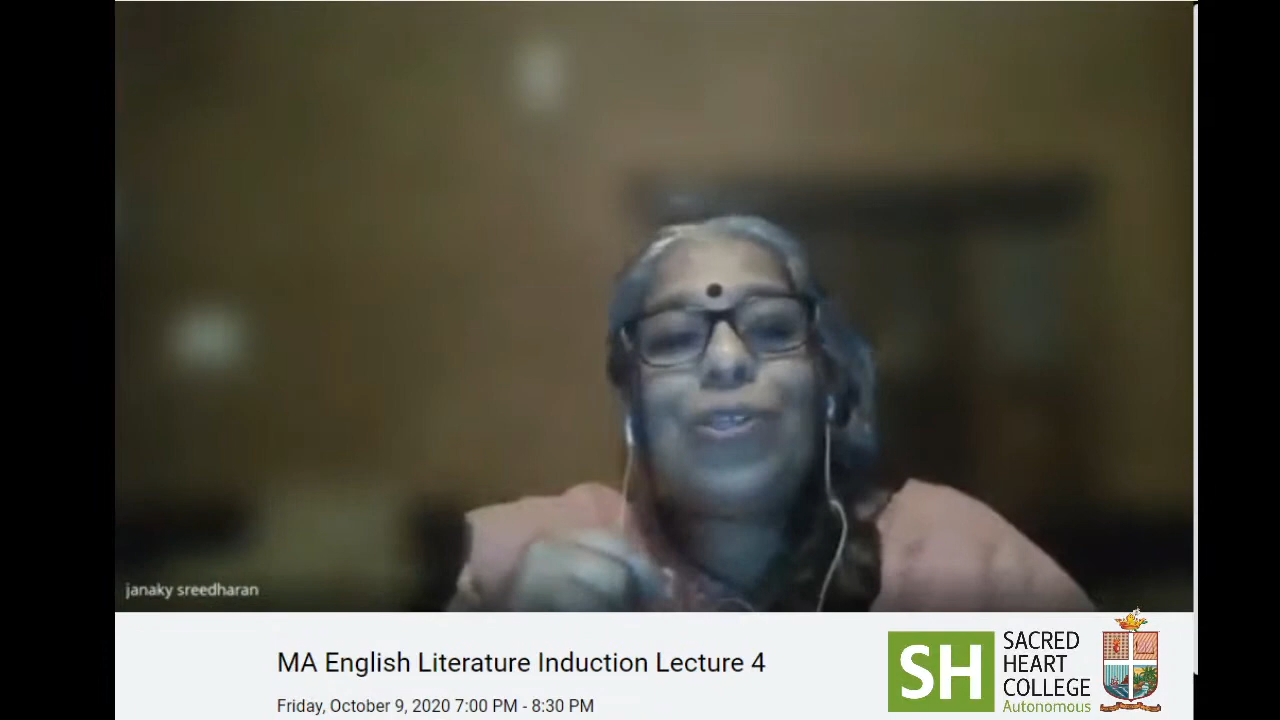 janaky sreedharan
MA English Literature Induction Lecture 4
Friday, October 9, 2020 7:00 PM - 8:30 PM
SH
SACRED
HEART
COLLEGE
Autonomous